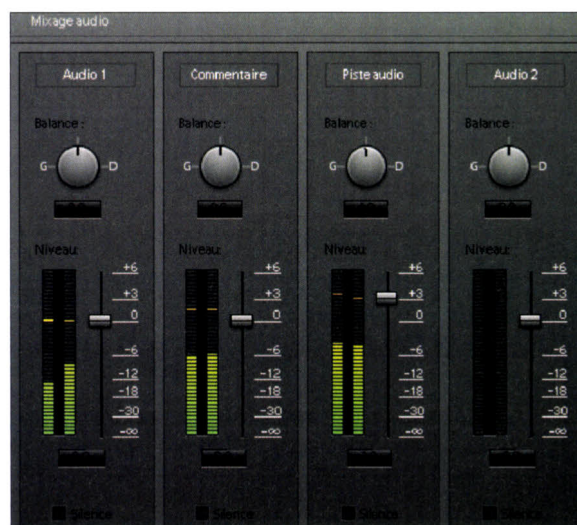 Mixage audio
Audio 1 Commentaire Piste audio Audio 2
Balance : Balance : Balance : Balance :
G D G D G D G D
Niveau: Niveau: Niveau: Niveau:
+6 +6 +6 +6
+3 +3 +3 +3
0 0 0 0
-6 -6 -6 -6
-12 -12 -12 -12
-18 -18 -18 -18
-30 -30 -30 -30
-∞ -∞ -∞ -∞
Silence Silence Silence Silence